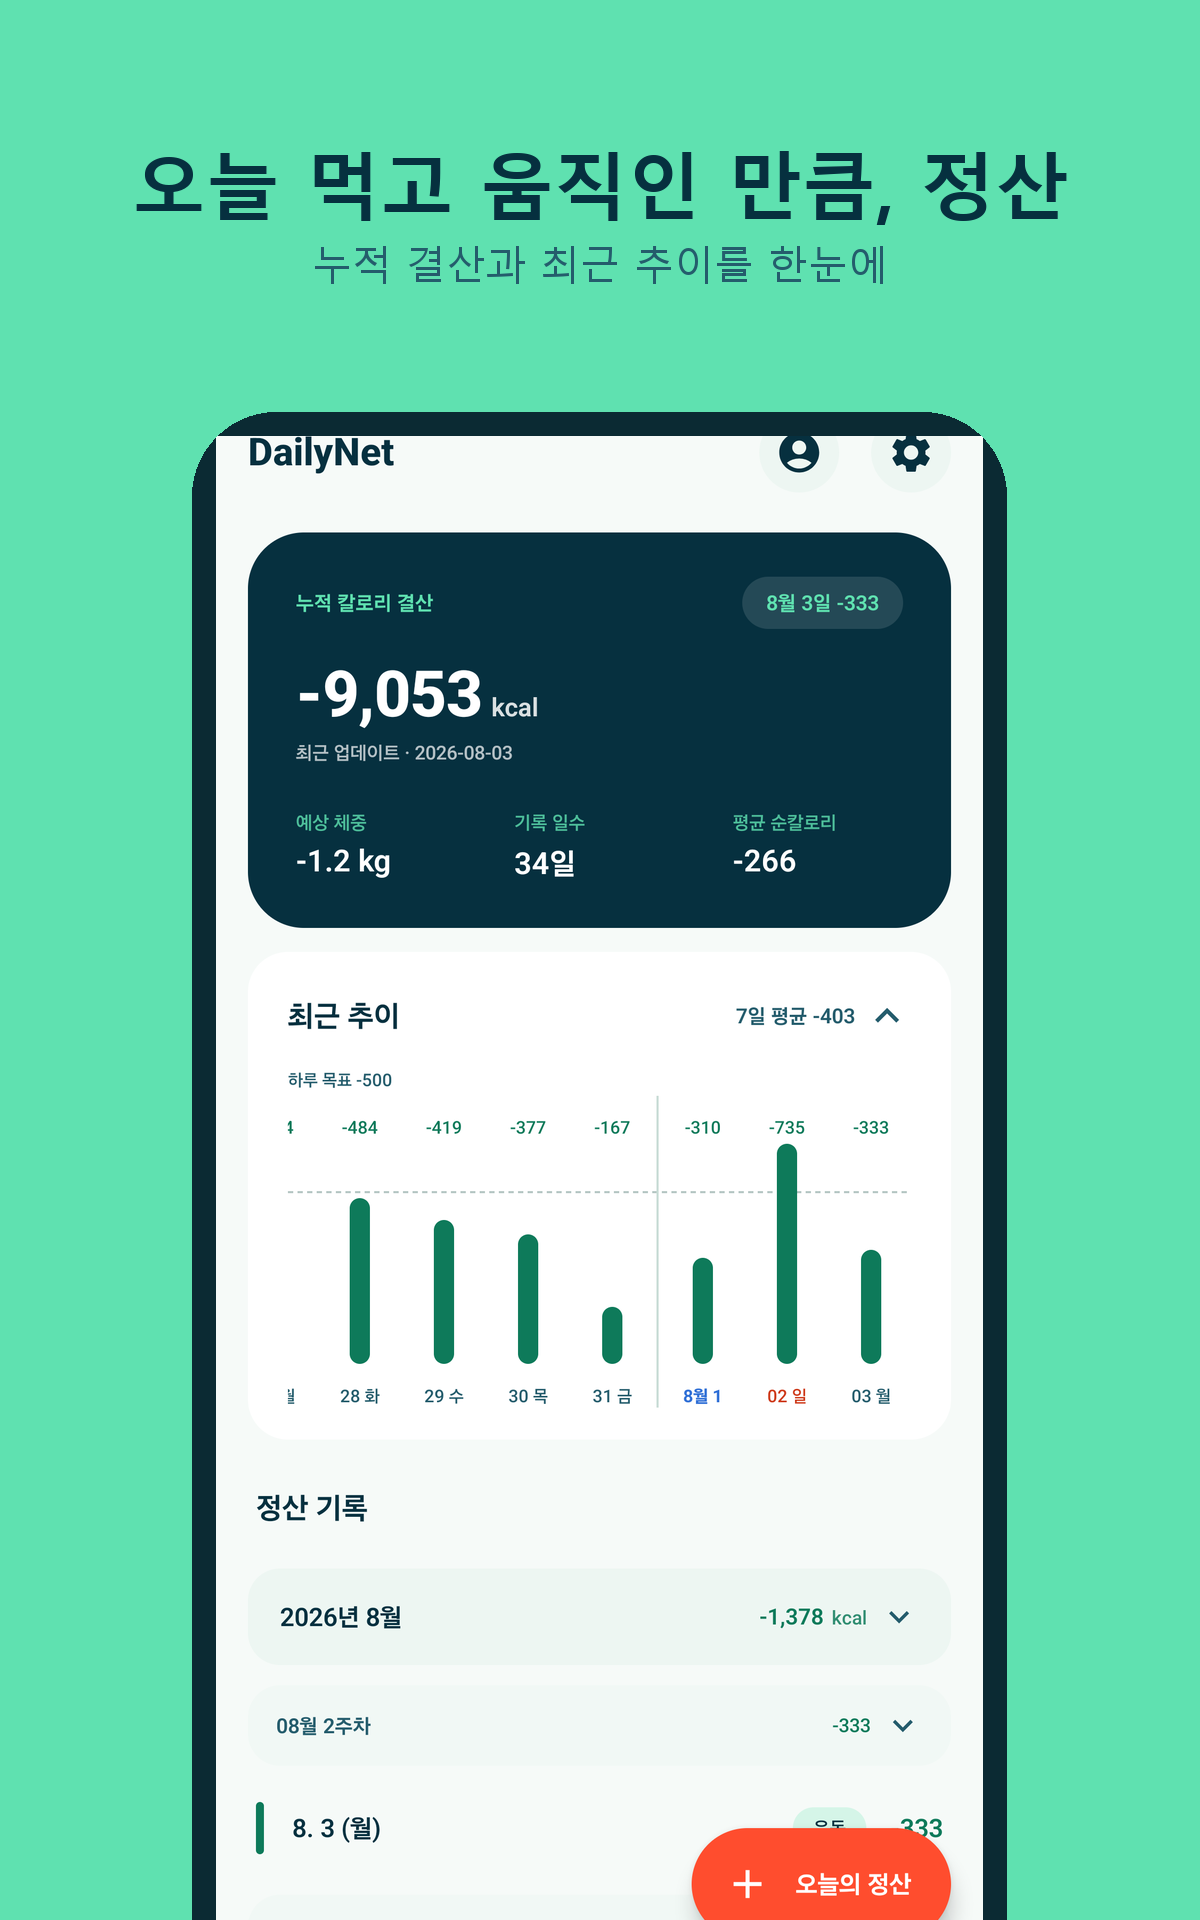 오늘 먹고 움직인 만큼, 정산
누적 결산과 최근 추이를 한눈에
DailyNet
누적 칼로리 결산
8월 3일 -333
-9,053 kcal
최근 업데이트 · 2026-08-03
예상 체중 기록 일수 평균 순칼로리
-1.2 kg 34일 -266
최근 추이
7일 평균 -403
하루 목표 -500
4 -484 -419 -377 -167 -310 -735 -333
월 28 화 29 수 30 목 31 금 8월 1 02 일 03 월
정산 기록
2026년 8월
-1,378 kcal
08월 2주차
-333
8. 3 (월)
333
오늘의 정산